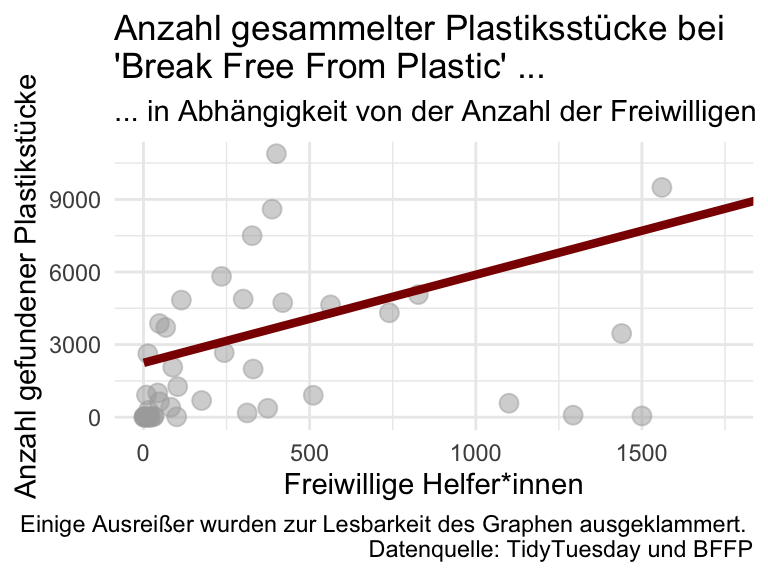 Anzahl gesammelter Plastiksstücke bei
'Break Free From Plastic' ...
... in Abhängigkeit von der Anzahl der Freiwilligen
Anzahl gefundener Plastikstücke
9000
6000
3000
0
0 500 1000 1500
Freiwillige Helfer*innen
Einige Ausreißer wurden zur Lesbarkeit des Graphen ausgeklammert.
Datenquelle: TidyTuesday und BFFP